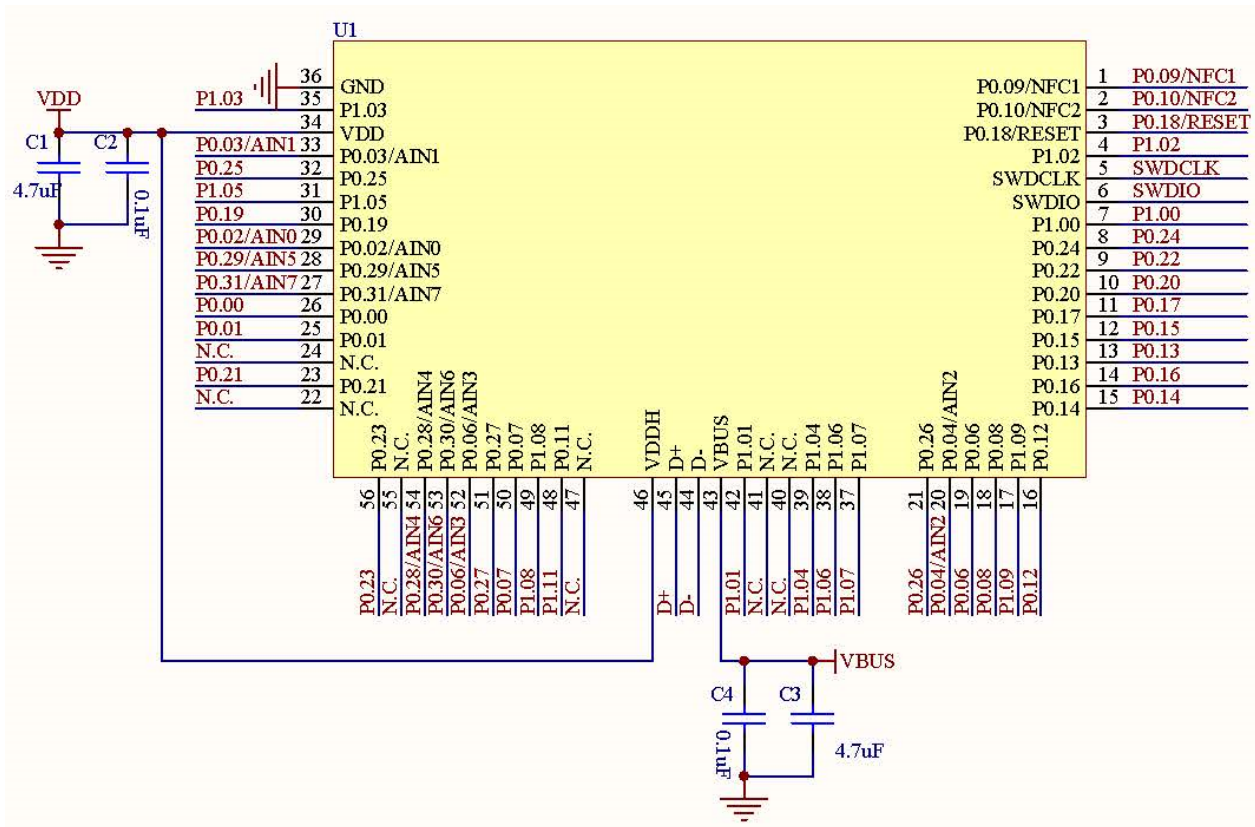 U1
VDD
C1
4.7uF
C2
0.1uF
36 GND
P1.03 35 P1.03
34 VDD
P0.03/AIN1 33 P0.03/AIN1
P0.25 32 P0.25
P1.05 31 P1.05
P0.19 30 P0.19
P0.02/AIN0 29 P0.02/AIN0
P0.29/AIN5 28 P0.29/AIN5
P0.31/AIN7 27 P0.31/AIN7
P0.00 26 P0.00
P0.01 25 P0.01
N.C. 24 N.C.
P0.21 23 P0.21
N.C. 22 N.C.
P0.09/NFC1 1 P0.09/NFC1
P0.10/NFC2 2 P0.10/NFC2
P0.18/RESET 3 P0.18/RESET
P1.02 4 P1.02
SWDCLK 5 SWDCLK
SWDIO 6 SWDIO
P1.00 7 P1.00
P0.24 8 P0.24
P0.22 9 P0.22
P0.20 10 P0.20
P0.17 11 P0.17
P0.15 12 P0.15
P0.13 13 P0.13
P0.16 14 P0.16
P0.14 15 P0.14
P0.23 56 P0.23
N.C. 55 N.C.
P0.28/AIN4 54 P0.28/AIN4
P0.30/AIN6 53 P0.30/AIN6
P0.06/AIN3 52 P0.06/AIN3
P0.27 51 P0.27
P0.07 50 P0.07
P1.08 49 P1.08
P0.11 48 P1.11
N.C. 47 N.C.
VDDH 46
D+ 45 D+
D- 44 D-
VBUS 43
P1.01 42 P1.01
N.C. 41 N.C.
N.C. 40 N.C.
P1.04 39 P1.04
P1.06 38 P1.06
P1.07 37 P1.07
P0.26 21 P0.26
P0.04/AIN2 20 P0.04/AIN2
P0.06 19 P0.06
P0.08 18 P0.08
P1.09 17 P1.09
P0.12 16 P0.12
VBUS
C4
0.1uF
C3
4.7uF